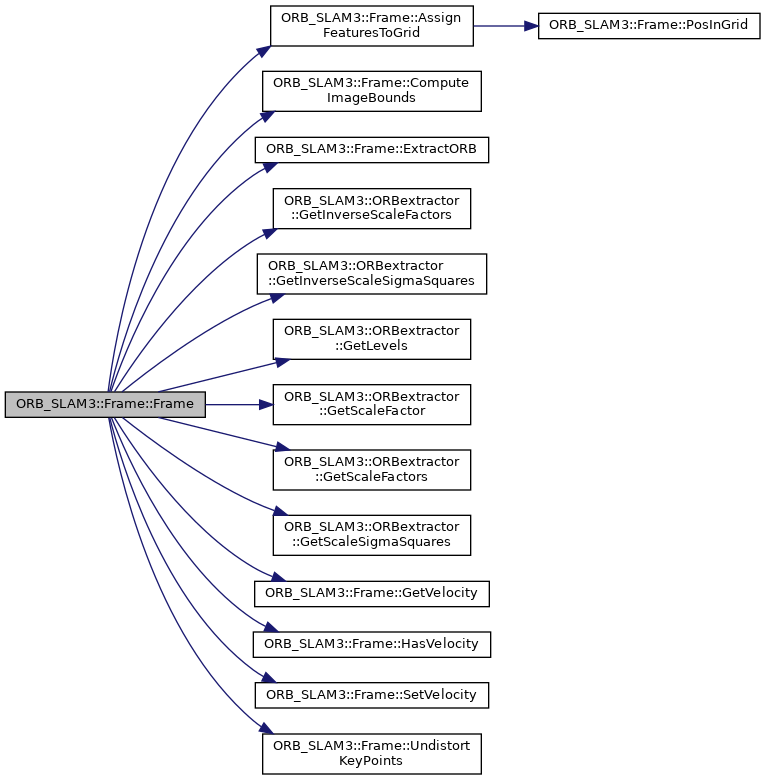 ORB_SLAM3::Frame::Assign
FeaturesToGrid
ORB_SLAM3::Frame::PosInGrid
ORB_SLAM3::Frame::Compute
ImageBounds
ORB_SLAM3::Frame::ExtractORB
ORB_SLAM3::ORBextractor
::GetInverseScaleFactors
ORB_SLAM3::ORBextractor
::GetInverseScaleSigmaSquares
ORB_SLAM3::ORBextractor
::GetLevels
ORB_SLAM3::Frame::Frame
ORB_SLAM3::ORBextractor
::GetScaleFactor
ORB_SLAM3::ORBextractor
::GetScaleFactors
ORB_SLAM3::ORBextractor
::GetScaleSigmaSquares
ORB_SLAM3::Frame::GetVelocity
ORB_SLAM3::Frame::HasVelocity
ORB_SLAM3::Frame::SetVelocity
ORB_SLAM3::Frame::Undistort
KeyPoints